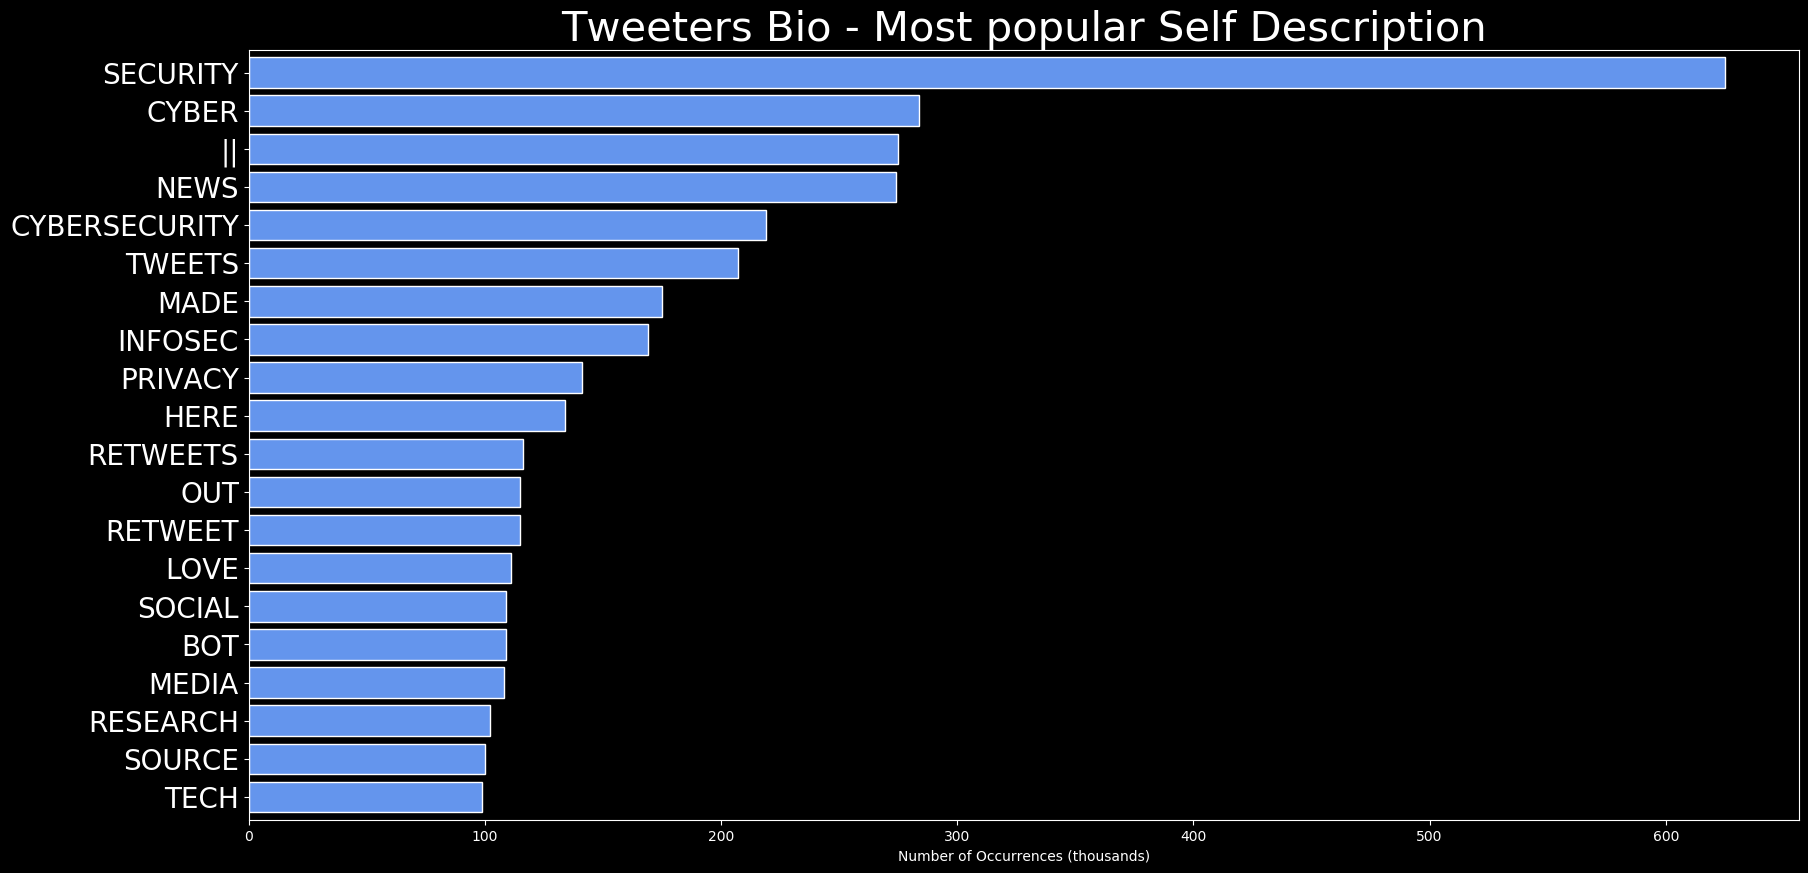 Tweeters Bio - Most popular Self Description
SECURITY
CYBER
||
NEWS
CYBERSECURITY
TWEETS
MADE
INFOSEC
PRIVACY
HERE
RETWEETS
OUT
RETWEET
LOVE
SOCIAL
BOT
MEDIA
RESEARCH
SOURCE
TECH
0 100 200 300 400 500 600
Number of Occurrences (thousands)